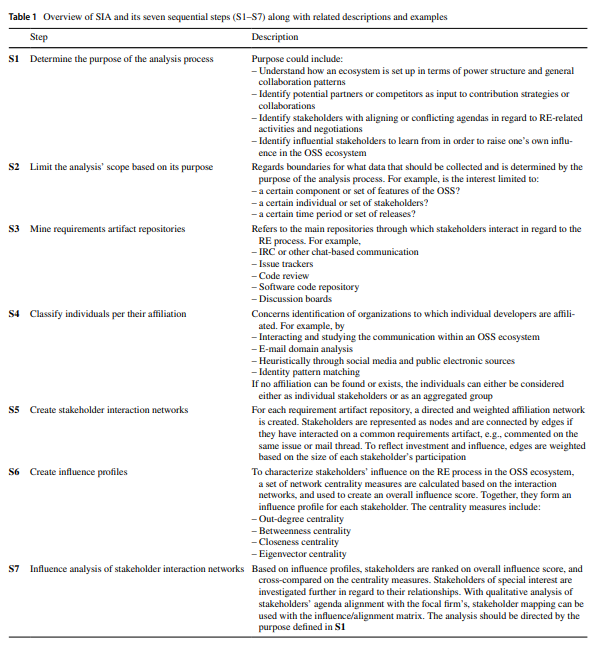 Table 1 Overview of SIA and its seven sequential steps (S1–S7) along with related descriptions and examples
Step Description
S1 Determine the purpose of the analysis process Purpose could include:
– Understand how an ecosystem is set up in terms of power structure and general
collaboration patterns
– Identify potential partners or competitors as input to contribution strategies or
collaborations
– Identify stakeholders with aligning or conflicting agendas in regard to RE-related
activities and negotiations
– Identify influential stakeholders to learn from in order to raise one's own influ-
ence in the OSS ecosystem
S2 Limit the analysis' scope based on its purpose Regards boundaries for what data that should be collected and is determined by the
purpose of the analysis process. For example, is the interest limited to:
– a certain component or set of features of the OSS?
– a certain individual or set of stakeholders?
– a certain time period or set of releases?
S3 Mine requirements artifact repositories Refers to the main repositories through which stakeholders interact in regard to the
RE process. For example,
– IRC or other chat-based communication
– Issue trackers
– Code review
– Software code repository
– Discussion boards
S4 Classify individuals per their affiliation Concerns identification of organizations to which individual developers are affili-
ated. For example, by
– Interacting and studying the communication within an OSS ecosystem
– E-mail domain analysis
– Heuristically through social media and public electronic sources
– Identity pattern matching
If no affiliation can be found or exists, the individuals can either be considered
either as individual stakeholders or as an aggregated group
S5 Create stakeholder interaction networks For each requirement artifact repository, a directed and weighted affiliation network
is created. Stakeholders are represented as nodes and are connected by edges if
they have interacted on a common requirements artifact, e.g., commented on the
same issue or mail thread. To reflect investment and influence, edges are weighted
based on the size of each stakeholder's participation
S6 Create influence profiles To characterize stakeholders' influence on the RE process in the OSS ecosystem,
a set of network centrality measures are calculated based on the interaction
networks, and used to create an overall influence score. Together, they form an
influence profile for each stakeholder. The centrality measures include:
– Out-degree centrality
– Betweenness centrality
– Closeness centrality
– Eigenvector centrality
S7 Influence analysis of stakeholder interaction networks Based on influence profiles, stakeholders are ranked on overall influence score, and
cross-compared on the centrality measures. Stakeholders of special interest are
investigated further in regard to their relationships. With qualitative analysis of
stakeholders' agenda alignment with the focal firm's, stakeholder mapping can be
used with the influence/alignment matrix. The analysis should be directed by the
purpose defined in S1